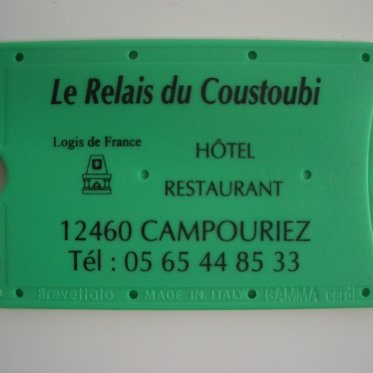 Le Relais du Coustoubi
Logis de France
HÔTEL
RESTAURANT
12460 CAMPOURIEZ
Tél : 05 65 44 85 33
Brevettato MADE IN ITALY GAMMA card